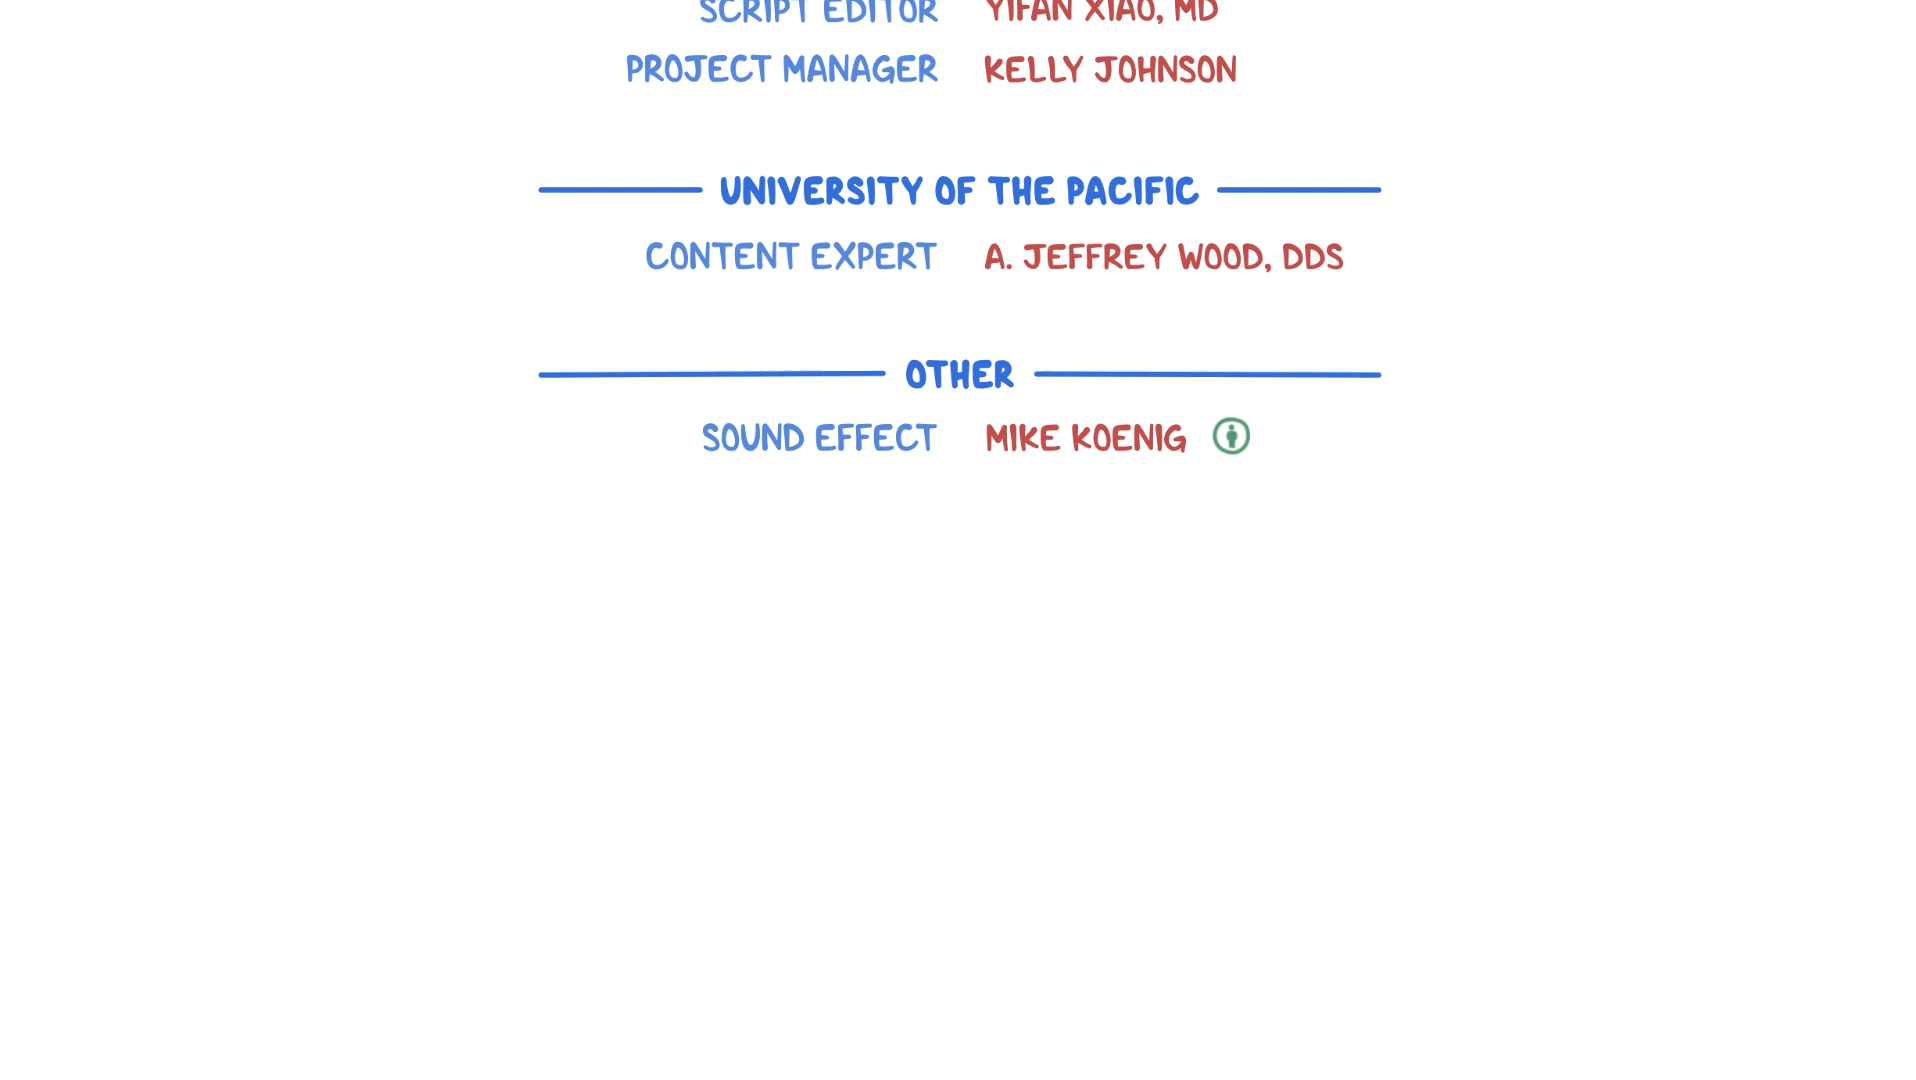 SCRIPT EDITOR YIFAN XIAO, MD
PROJECT MANAGER KELLY JOHNSON
UNIVERSITY OF THE PACIFIC
CONTENT EXPERT A. JEFFREY WOOD, DDS
OTHER
SOUND EFFECT MIKE KOENIG